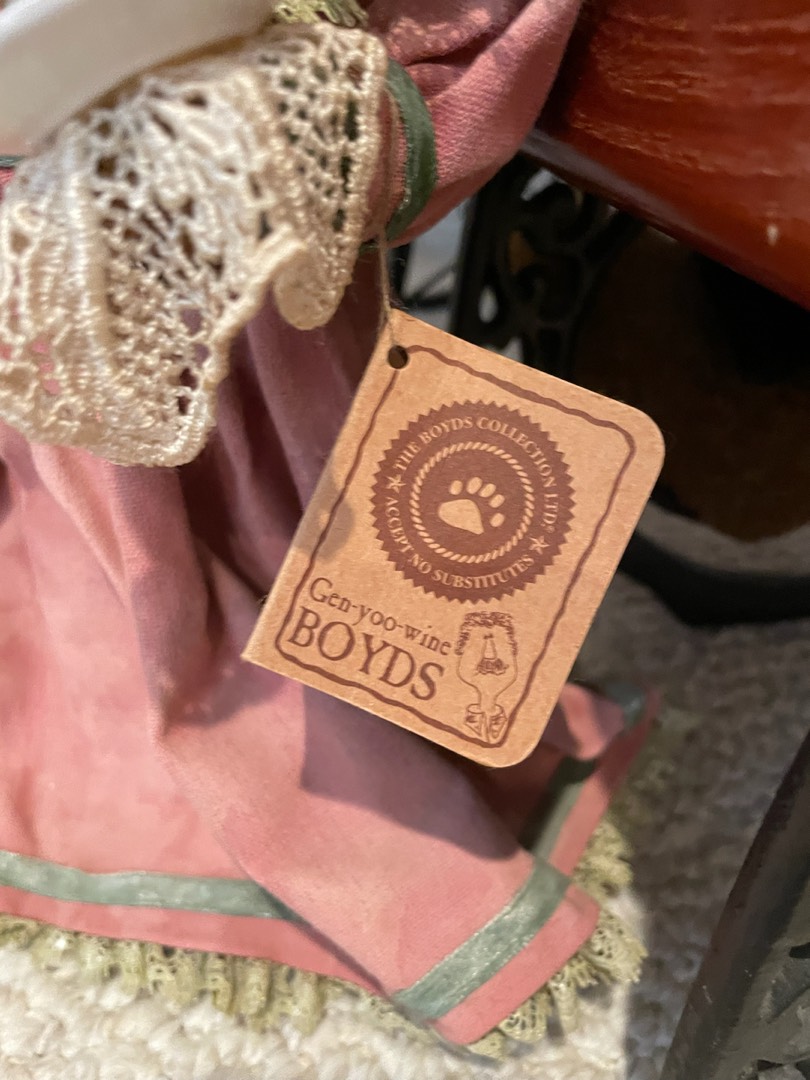 ★ THE BOYDS COLLECTION LTD.® ★
ACCEPT NO SUBSTITUTES
Gen-yoo-wine
BOYDS